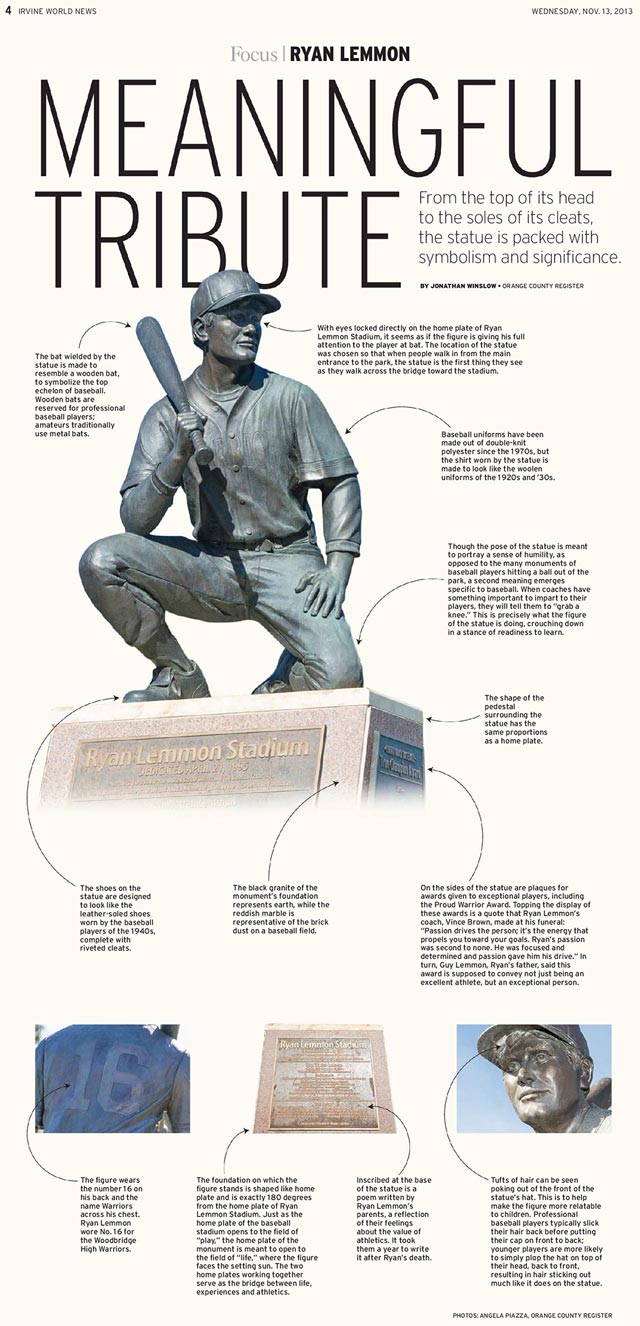 4 IRVINE WORLD NEWS
WEDNESDAY, NOV. 13, 2013
Focus | RYAN LEMMON
MEANINGFUL
TRIBUTE
From the top of its head
to the soles of its cleats,
the statue is packed with
symbolism and significance.
BY JONATHAN WINSLOW • ORANGE COUNTY REGISTER
With eyes locked directly on the home plate of Ryan
Lemmon Stadium, it seems as if the figure is giving his full
attention to the player at bat. The location of the statue
was chosen so that when people walk in from the main
entrance to the park, the statue is the first thing they see
as they walk across the bridge toward the stadium.
The bat wielded by the
statue is made to
resemble a wooden bat,
to symbolize the top
echelon of baseball.
Wooden bats are
reserved for professional
baseball players;
amateurs traditionally
use metal bats.
Baseball uniforms have been
made out of double-knit
polyester since the 1970s, but
the shirt worn by the statue is
made to look like the woolen
uniforms of the 1920s and '30s.
Though the pose of the statue is meant
to portray a sense of humility, as
opposed to the many monuments of
baseball players hitting a ball out of the
park, a second meaning emerges
specific to baseball. When coaches have
something important to impart to their
players, they will tell them to "grab a
knee." This is precisely what the figure
of the statue is doing, crouching down
in a stance of readiness to learn.
The shape of the
pedestal
surrounding the
statue has the
same proportions
as a home plate.
Ryan Lemmon Stadium
DEDICATED APRIL 21, 1995
The shoes on the
statue are designed
to look like the
leather-soled shoes
worn by the baseball
players of the 1940s,
complete with
riveted cleats.
The black granite of the
monument's foundation
represents earth, while the
reddish marble is
representative of the brick
dust on a baseball field.
On the sides of the statue are plaques for
awards given to exceptional players, including
the Proud Warrior Award. Topping the display of
these awards is a quote that Ryan Lemmon's
coach, Vince Brown, made at his funeral:
"Passion drives the person; it's the energy that
propels you toward your goals. Ryan's passion
was second to none. He was focused and
determined and passion gave him his drive." In
turn, Guy Lemmon, Ryan's father, said this
award is supposed to convey not just being an
excellent athlete, but an exceptional person.
16
Ryan Lemmon Stadium
The figure wears
the number 16 on
his back and the
name Warriors
across his chest.
Ryan Lemmon
wore No. 16 for
the Woodbridge
High Warriors.
The foundation on which the
figure stands is shaped like home
plate and is exactly 180 degrees
from the home plate of Ryan
Lemmon Stadium. Just as the
home plate of the baseball
stadium opens to the field of
"play," the home plate of the
monument is meant to open to
the field of "life," where the figure
faces the setting sun. The two
home plates working together
serve as the bridge between life,
experiences and athletics.
Inscribed at the base
of the statue is a
poem written by
Ryan Lemmon's
parents, a reflection
of their feelings
about the value of
athletics. It took
them a year to write
it after Ryan's death.
Tufts of hair can be seen
poking out of the front of the
statue's hat. This is to help
make the figure more relatable
to children. Professional
baseball players typically slick
their hair back before putting
their cap on front to back;
younger players are more likely
to simply plop the hat on top of
their head, back to front,
resulting in hair sticking out
much like it does on the statue.
PHOTOS: ANGELA PIAZZA, ORANGE COUNTY REGISTER